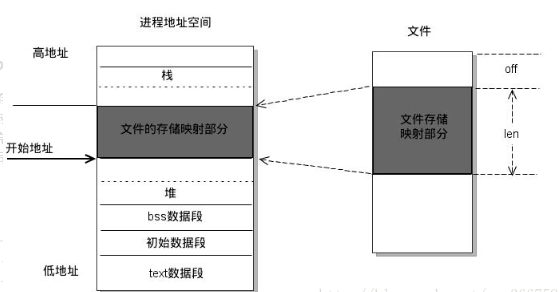 进程地址空间
文件
高地址
栈
off
文件的存储映射部分
文件存储
映射部分
len
开始地址
堆
bss数据段
初始数据段
text数据段
低地址